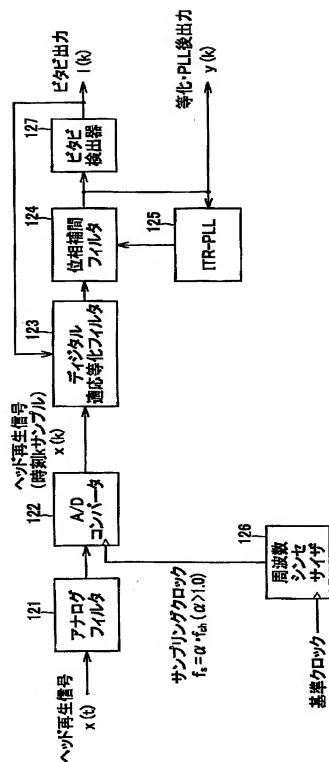 ヘッド再生信号
x(t)
121
アナログ
フィルタ
122
A/D
コンバータ
ヘッド再生信号
(時刻kサンプル)
x(k)
123
ディジタル
適応等化フィルタ
124
位相補間
フィルタ
127
ビタビ
検出器
ビタビ出力
l(k)
125
ITR-PLL
等化・PLL後出力
y(k)
サンプリングクロック
fs=α・fch(α>1.0)
126
周波数
シンセ
サイザ
基準クロック